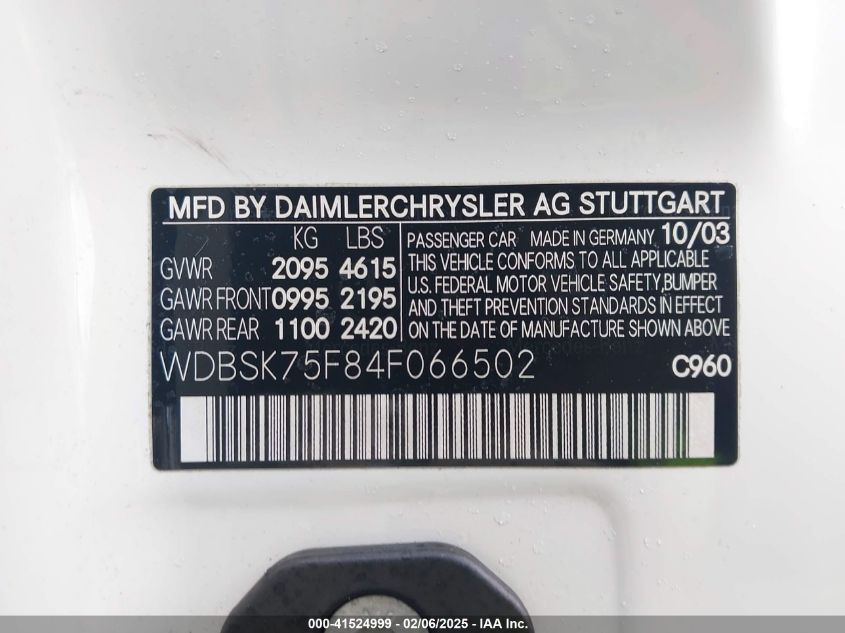 MFD BY DAIMLERCHRYSLER AG STUTTGART
KG LBS
GVWR 2095 4615
GAWR FRONT 0995 2195
GAWR REAR 1100 2420
PASSENGER CAR MADE IN GERMANY 10/03
THIS VEHICLE CONFORMS TO ALL APPLICABLE
U.S. FEDERAL MOTOR VEHICLE SAFETY,BUMPER
AND THEFT PREVENTION STANDARDS IN EFFECT
ON THE DATE OF MANUFACTURE SHOWN ABOVE
WDBSK75F84F066502 C960
000-41524999 - 02/06/2025 - IAA Inc.